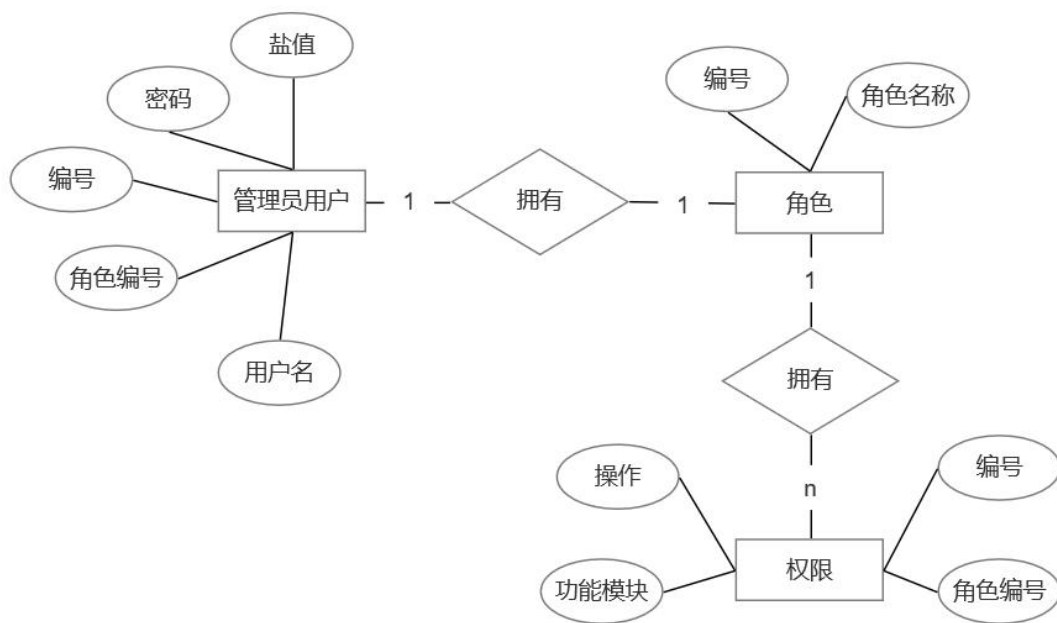 盐值
密码
编号
角色名称
编号
管理员用户
1
拥有
1
角色
角色编号
1
用户名
拥有
操作
编号
n
权限
功能模块
角色编号